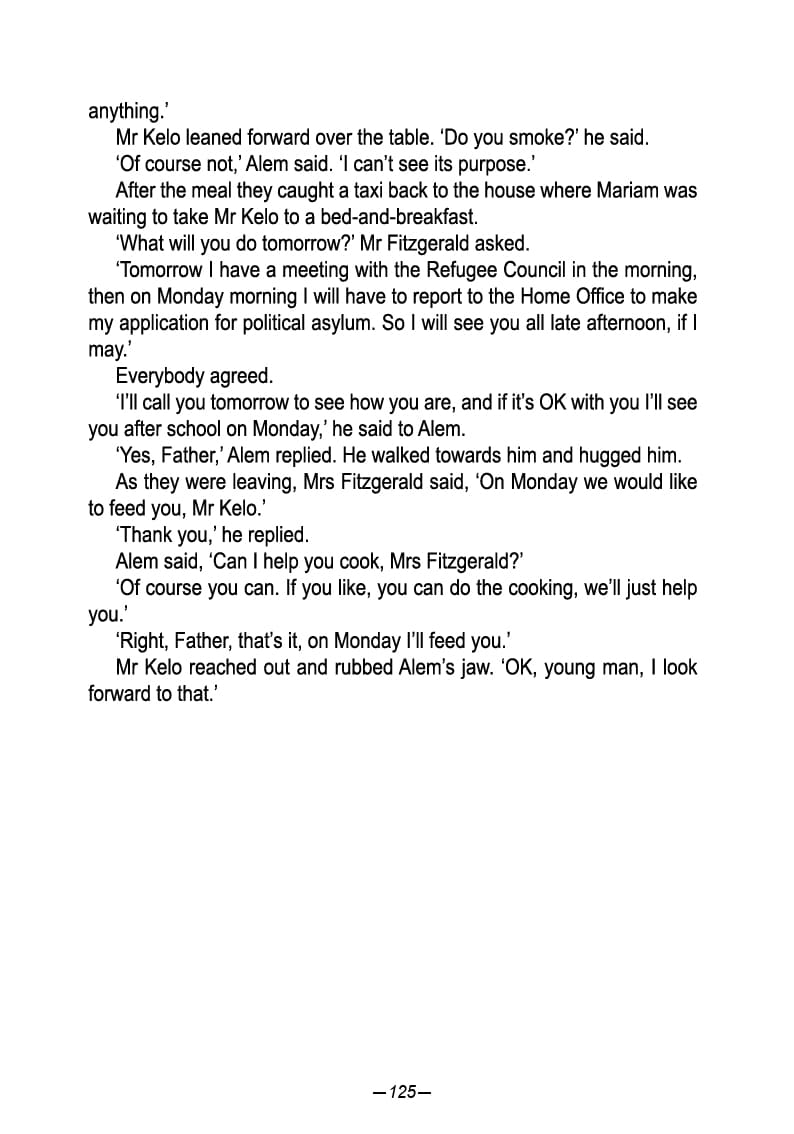 anything.’
Mr Kelo leaned forward over the table. ‘Do you smoke?’ he said.
‘Of course not,’ Alem said. ‘I can’t see its purpose.’
After the meal they caught a taxi back to the house where Mariam was
waiting to take Mr Kelo to a bed-and-breakfast.
‘What will you do tomorrow?’ Mr Fitzgerald asked.
‘Tomorrow I have a meeting with the Refugee Council in the morning,
then on Monday morning I will have to report to the Home Office to make
my application for political asylum. So I will see you all late afternoon, if I
may.’
Everybody agreed.
‘I’ll call you tomorrow to see how you are, and if it’s OK with you I’ll see
you after school on Monday,’ he said to Alem.
‘Yes, Father,’ Alem replied. He walked towards him and hugged him.
As they were leaving, Mrs Fitzgerald said, ‘On Monday we would like
to feed you, Mr Kelo.’
‘Thank you,’ he replied.
Alem said, ‘Can I help you cook, Mrs Fitzgerald?’
‘Of course you can. If you like, you can do the cooking, we’ll just help
you.’
‘Right, Father, that’s it, on Monday I’ll feed you.’
Mr Kelo reached out and rubbed Alem’s jaw. ‘OK, young man, I look
forward to that.’
—125—